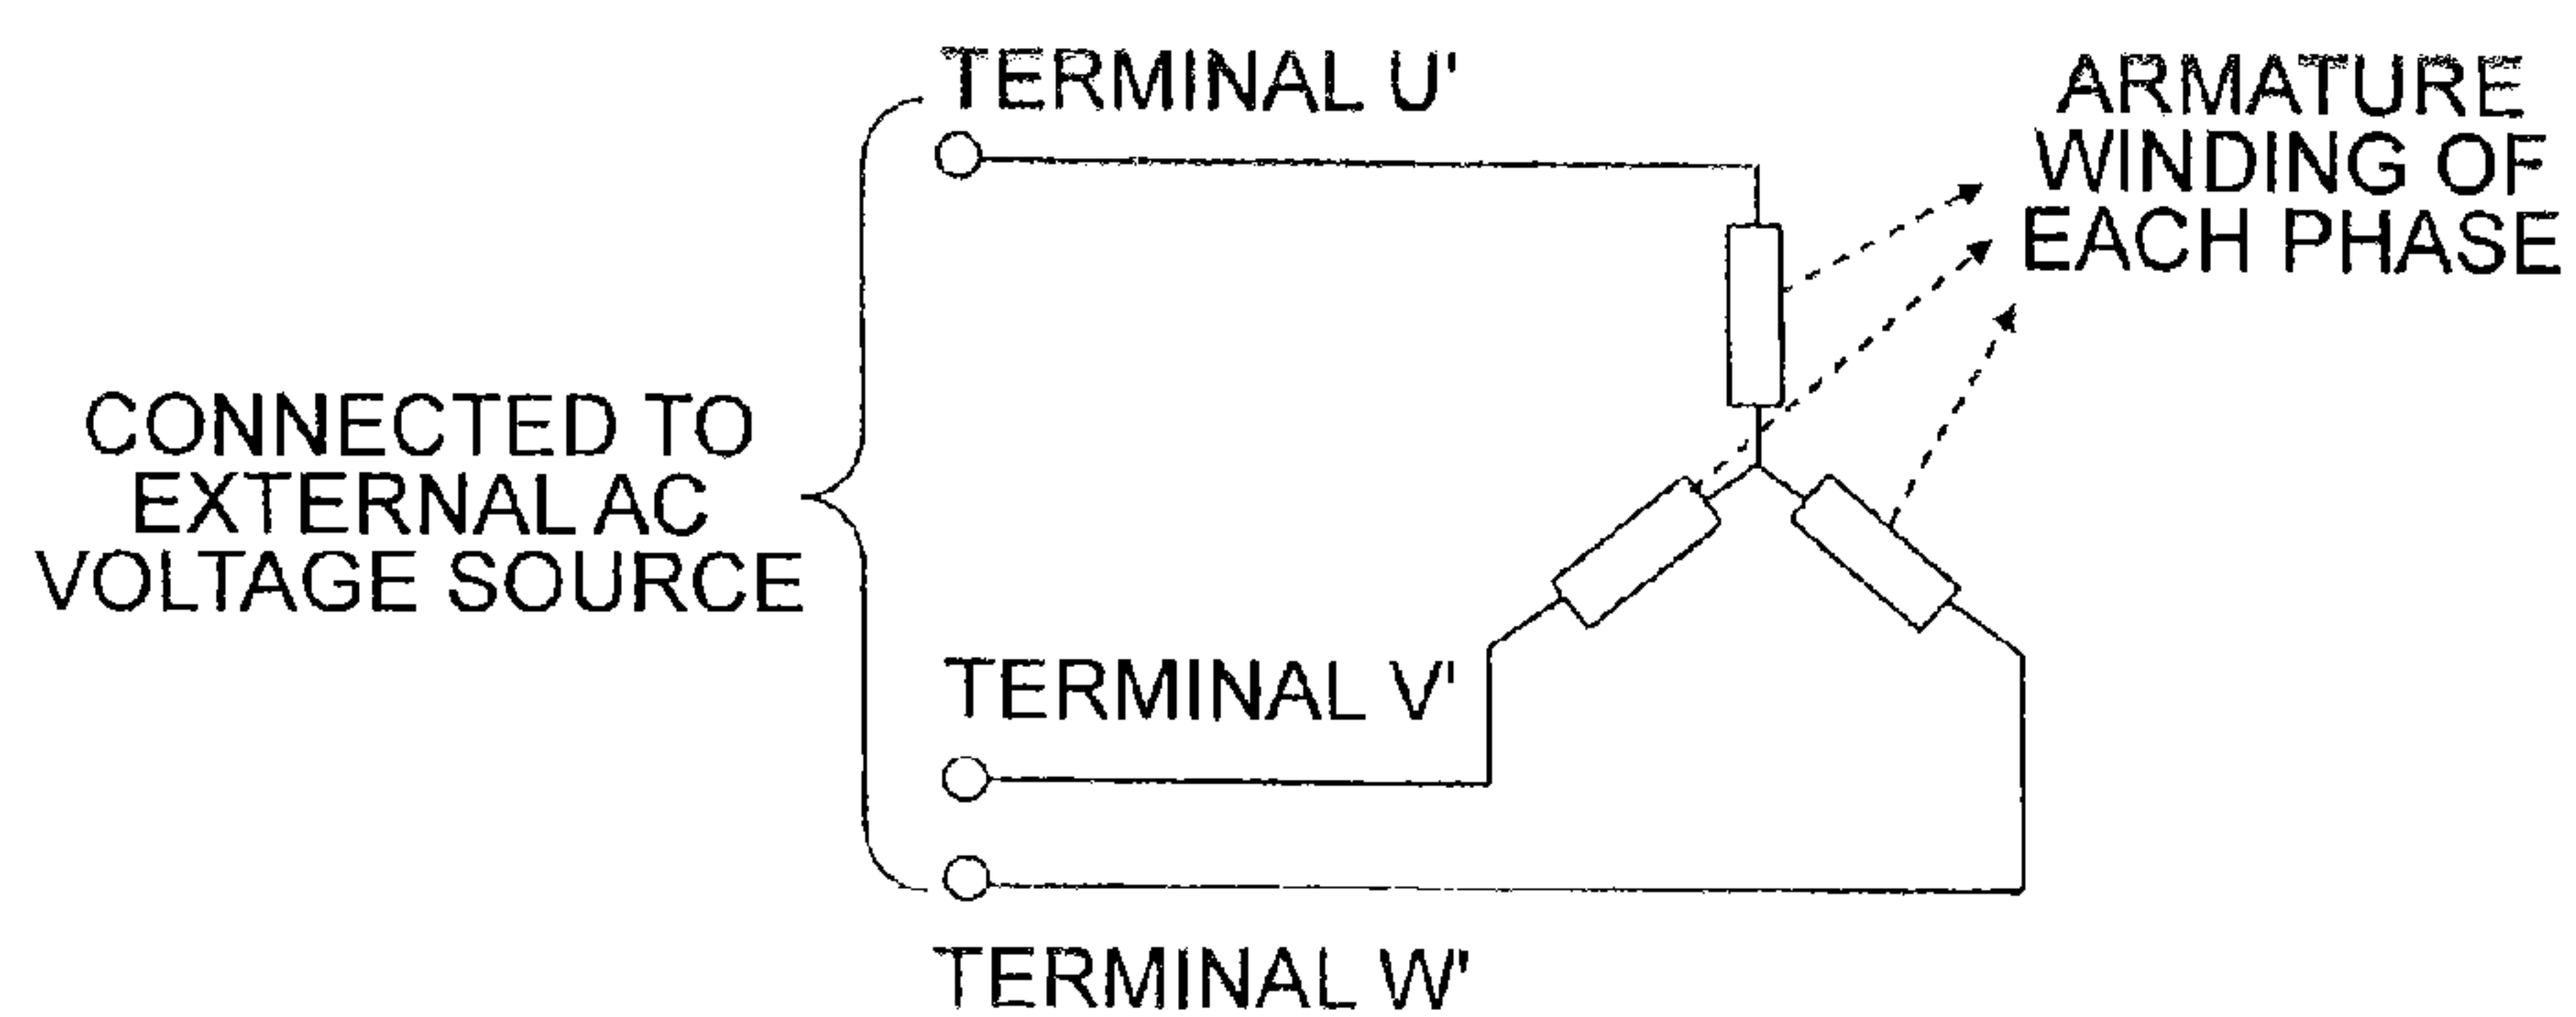 TERMINAL U'
ARMATURE
WINDING OF
EACH PHASE
CONNECTED TO
EXTERNAL AC
VOLTAGE SOURCE
TERMINAL V'
TERMINAL W'